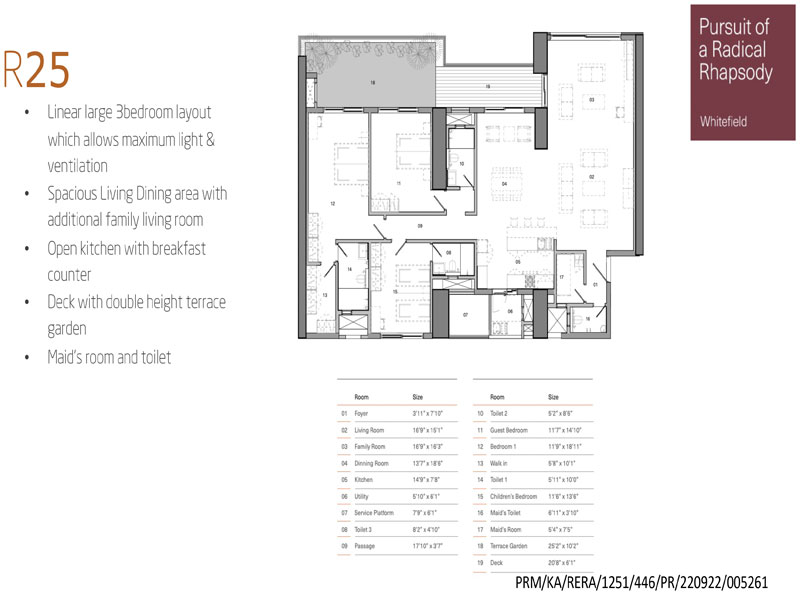 R25
• Linear large 3bedroom layout
which allows maximum light &
ventilation
• Spacious Living Dining area with
additional family living room
• Open kitchen with breakfast
counter
• Deck with double height terrace
garden
• Maid's room and toilet
Pursuit of
a Radical
Rhapsody
Whitefield
18
19
03
10
11
04
02
12
09
14
08
05
17
01
13
15
07
06
16
Room Size
01 Foyer 3'11" x 7'10"
02 Living Room 16'9" x 15'1"
03 Family Room 16'9" x 16'3"
04 Dinning Room 13'7" x 18'6"
05 Kitchen 14'9" x 7'8"
06 Utility 5'10" x 6'1"
07 Service Platform 7'9" x 6'1"
08 Toilet 3 8'2" x 4'10"
09 Passage 17'10" x 3'7"
Room Size
10 Toilet 2 5'2" x 8'6"
11 Guest Bedroom 11'7" x 14'10"
12 Bedroom 1 11'9" x 18'11"
13 Walk in 5'8" x 10'1"
14 Toilet 1 5'11" x 10'0"
15 Children's Bedroom 11'6" x 13'6"
16 Maid's Toilet 6'11" x 3'10"
17 Maid's Room 5'4" x 7'5"
18 Terrace Garden 25'2" x 10'2"
19 Deck 20'8" x 6'1"
PRM/KA/RERA/1251/446/PR/220922/005261